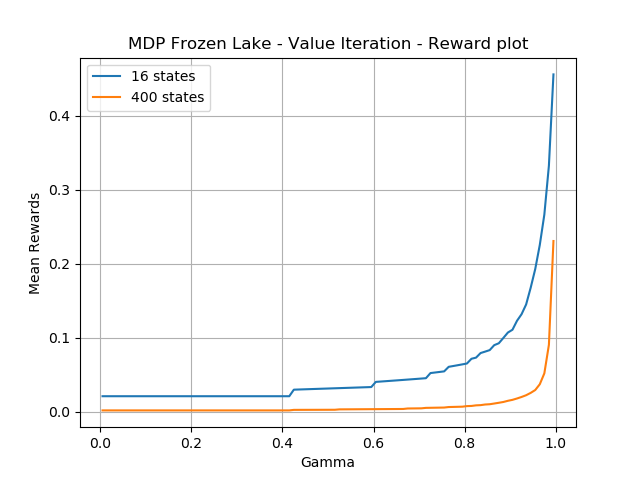 MDP Frozen Lake - Value Iteration - Reward plot
16 states
400 states
Mean Rewards
0.4
0.3
0.2
0.1
0.0
0.0 0.2 0.4 0.6 0.8 1.0
Gamma